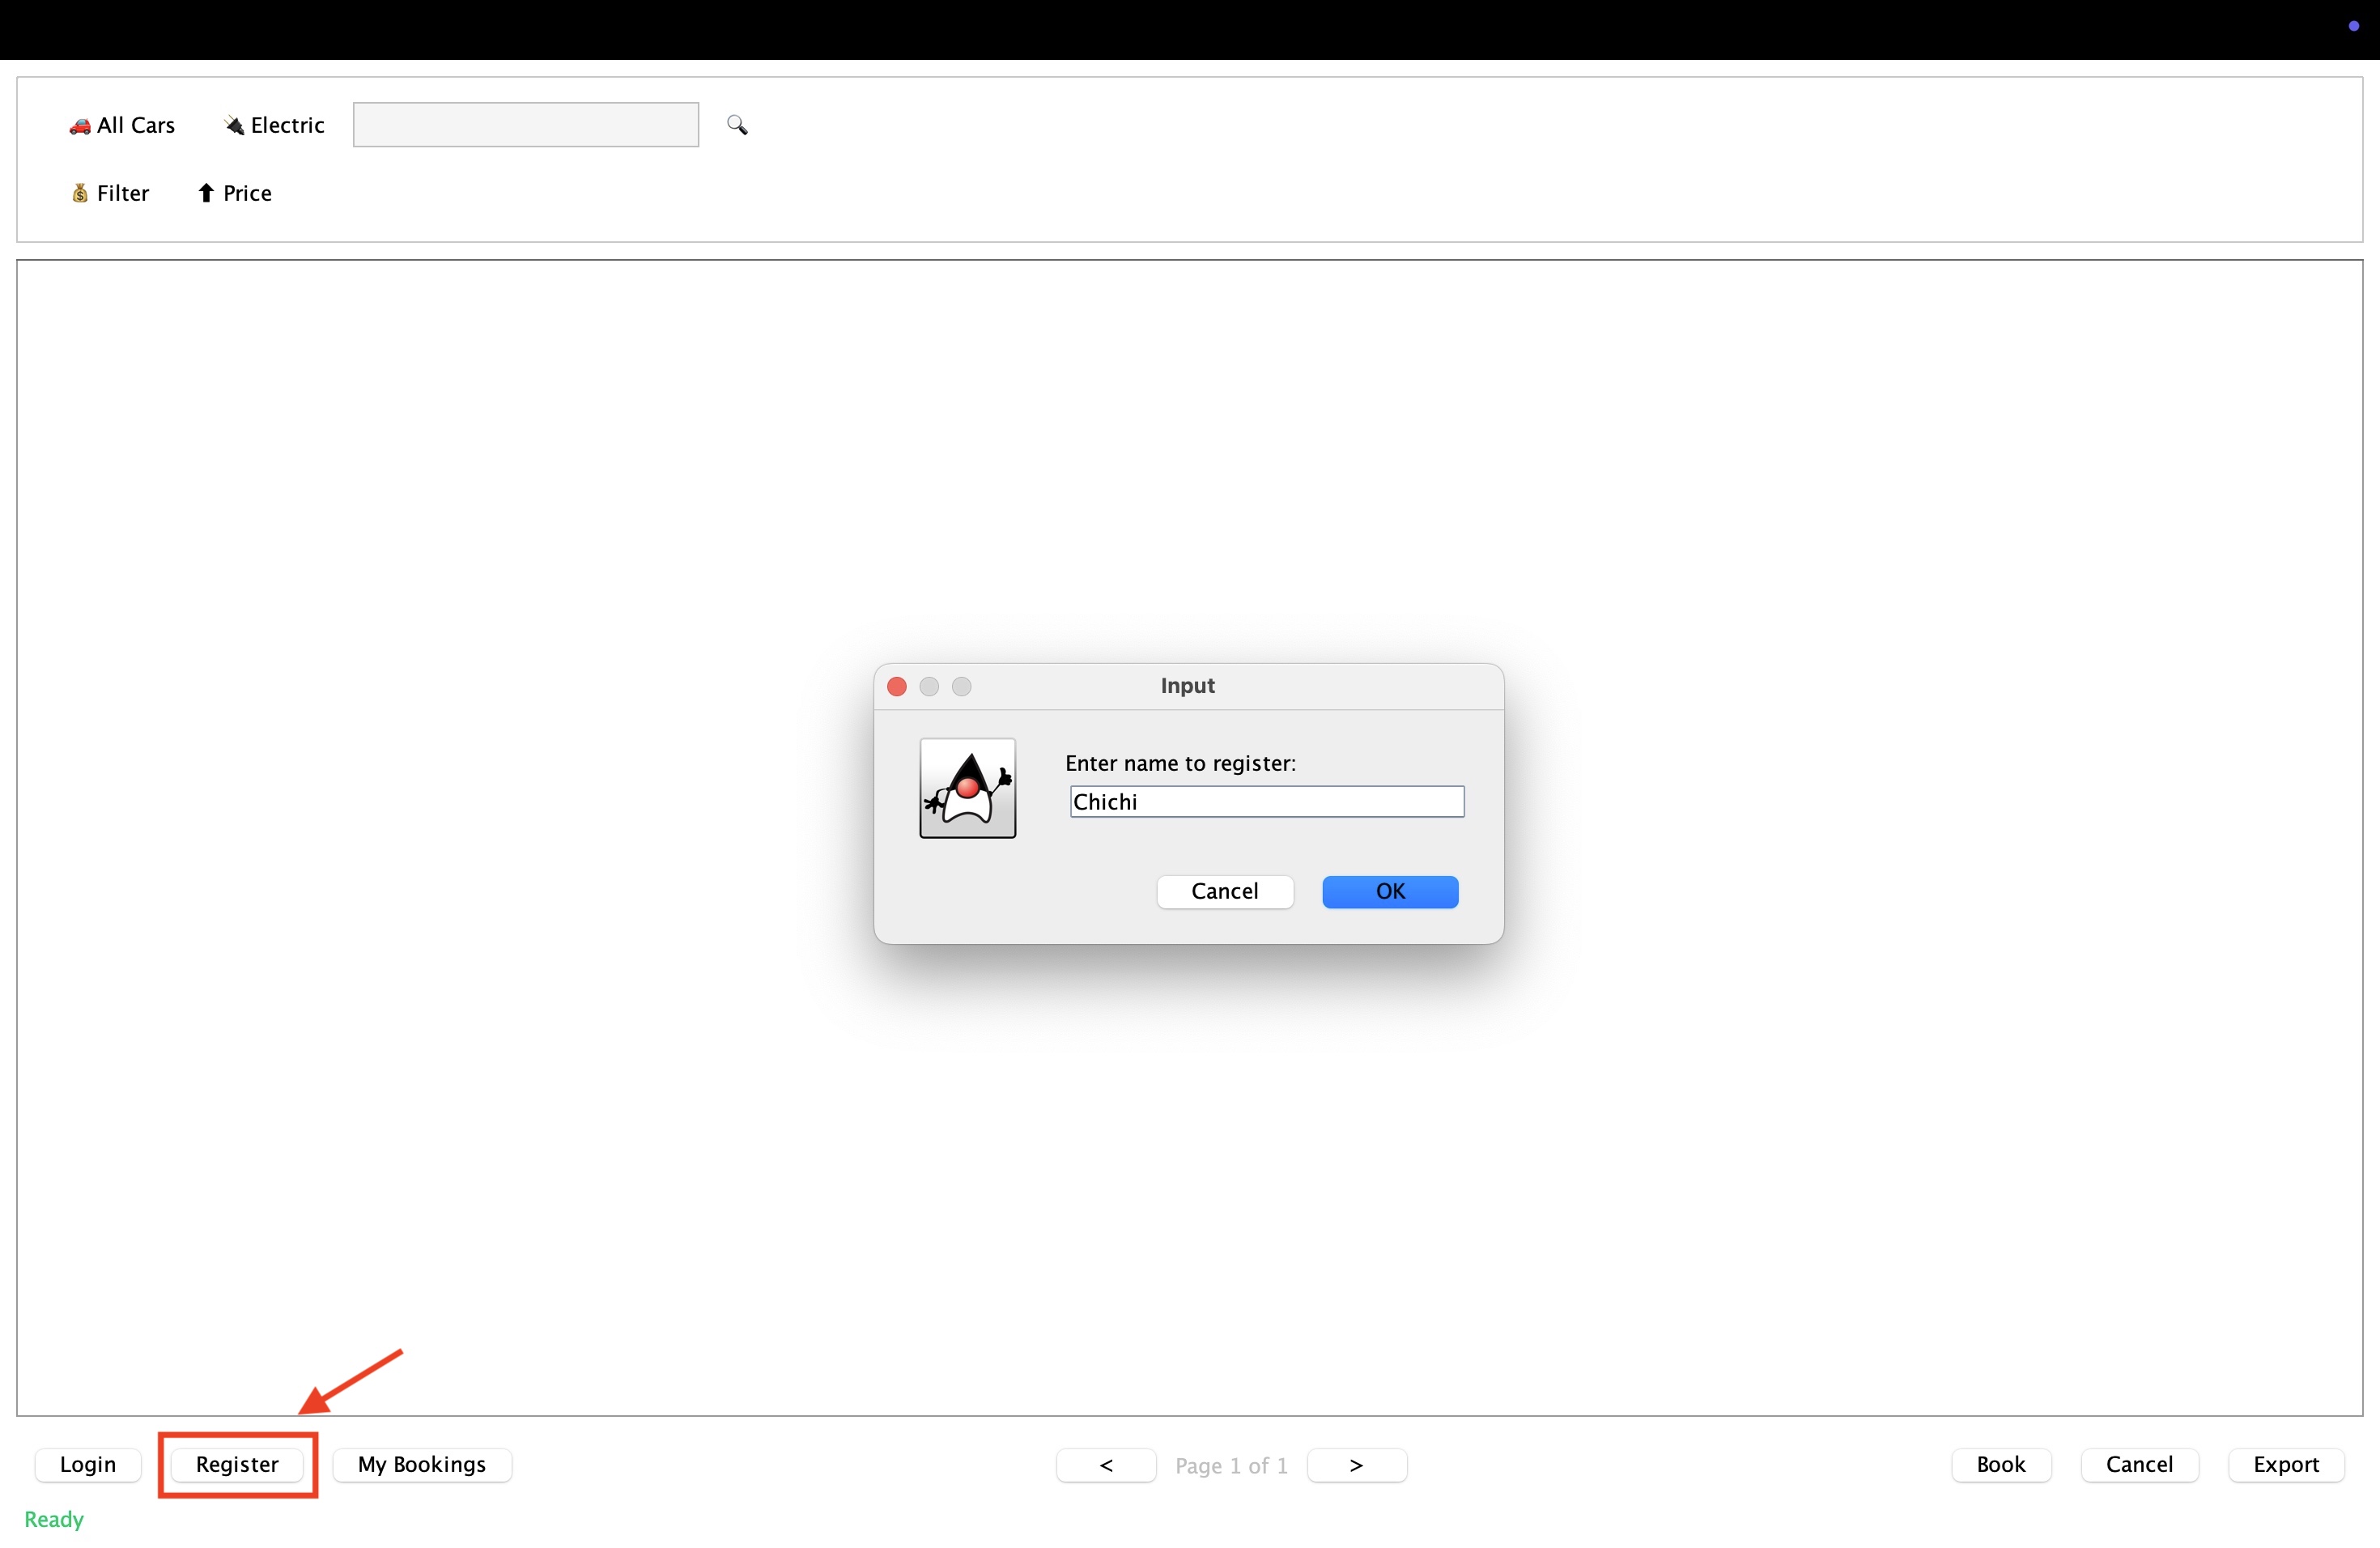 All Cars Electric
Filter Price
Input
Enter name to register:
Chichi
Cancel OK
Login Register My Bookings < Page 1 of 1 > Book Cancel Export
Ready